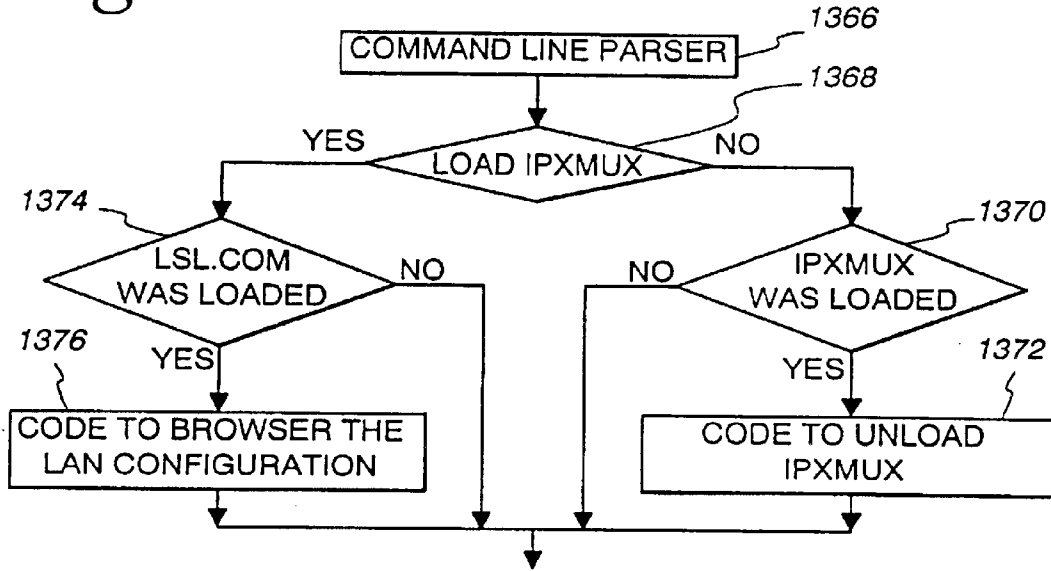 1366
COMMAND LINE PARSER
1368
YES
LOAD IPXMUX
NO
1374
LSL.COM
WAS LOADED
NO
1370
IPXMUX
WAS LOADED
NO
1376
YES
CODE TO BROWSER THE
LAN CONFIGURATION
YES
1372
CODE TO UNLOAD
IPXMUX